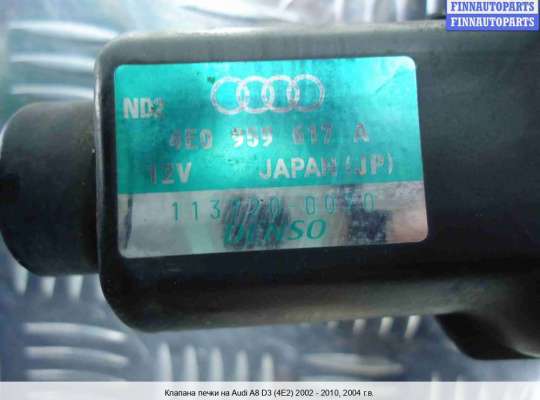 FINNAUTOPARTS
FINNAUTOPARTS
ND2
4E0 959 617 A
12V JAPAN (JP)
DENSO
Клапана печки на Audi A8 D3 (4E2) 2002 - 2010, 2004 г.в.